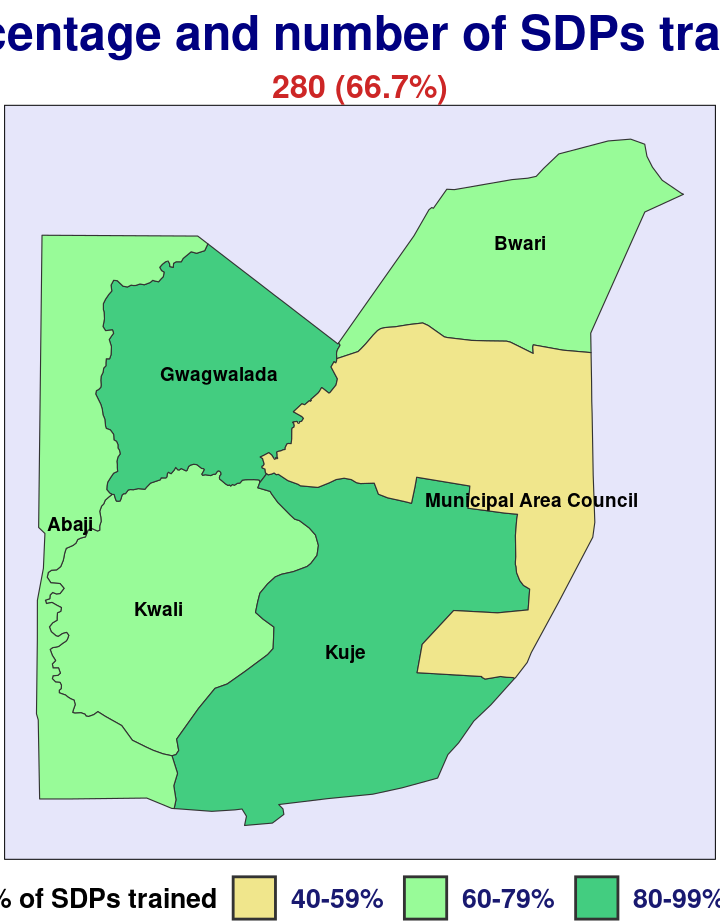 centage and number of SDPs tra
280 (66.7%)
Bwari
Gwagwalada
Municipal Area Council
Abaji
Kwali
Kuje
% of SDPs trained 40-59% 60-79% 80-99%